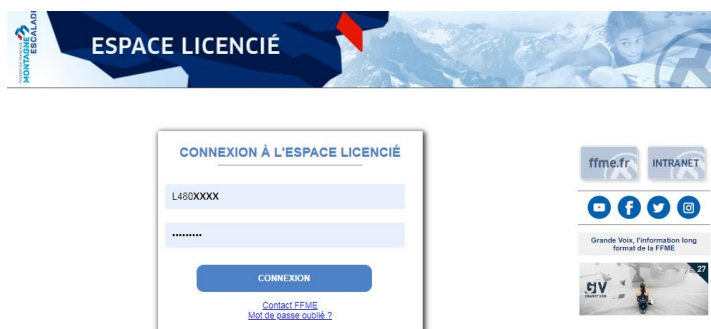 MONTAGNE
ESCALADE
ESPACE LICENCIÉ
CONNEXION À L'ESPACE LICENCIÉ
L480XXXX
•••••••••
CONNEXION
Contact FFME
Mot de passe oublié ?
ffme.fr
INTRANET
Grande Voix, l'information long
format de la FFME
27
GV